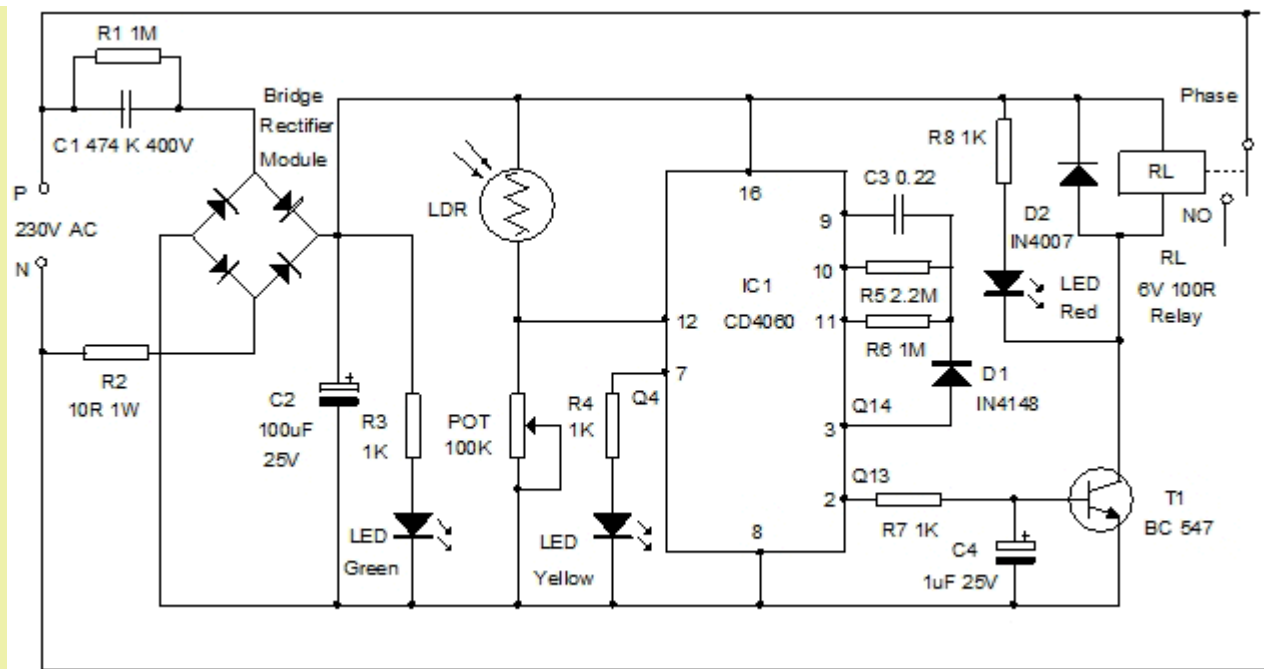 R1 1M
C1 474 K 400V
Bridge
Rectifier
Module
P
230V AC
N
R2
10R 1W
C2
100uF
25V
R3
1K
LED
Green
LDR
POT
100K
Q4
R4
1K
LED
Yellow
16
IC1
CD4060
12
7
9
10
11
3
2
8
C3 0.22
R5 2.2M
R6 1M
D1
IN4148
Q14
Q13
R7 1K
C4
1uF 25V
R8 1K
D2
IN4007
LED
Red
RL
Phase
NO
RL
6V 100R
Relay
T1
BC 547